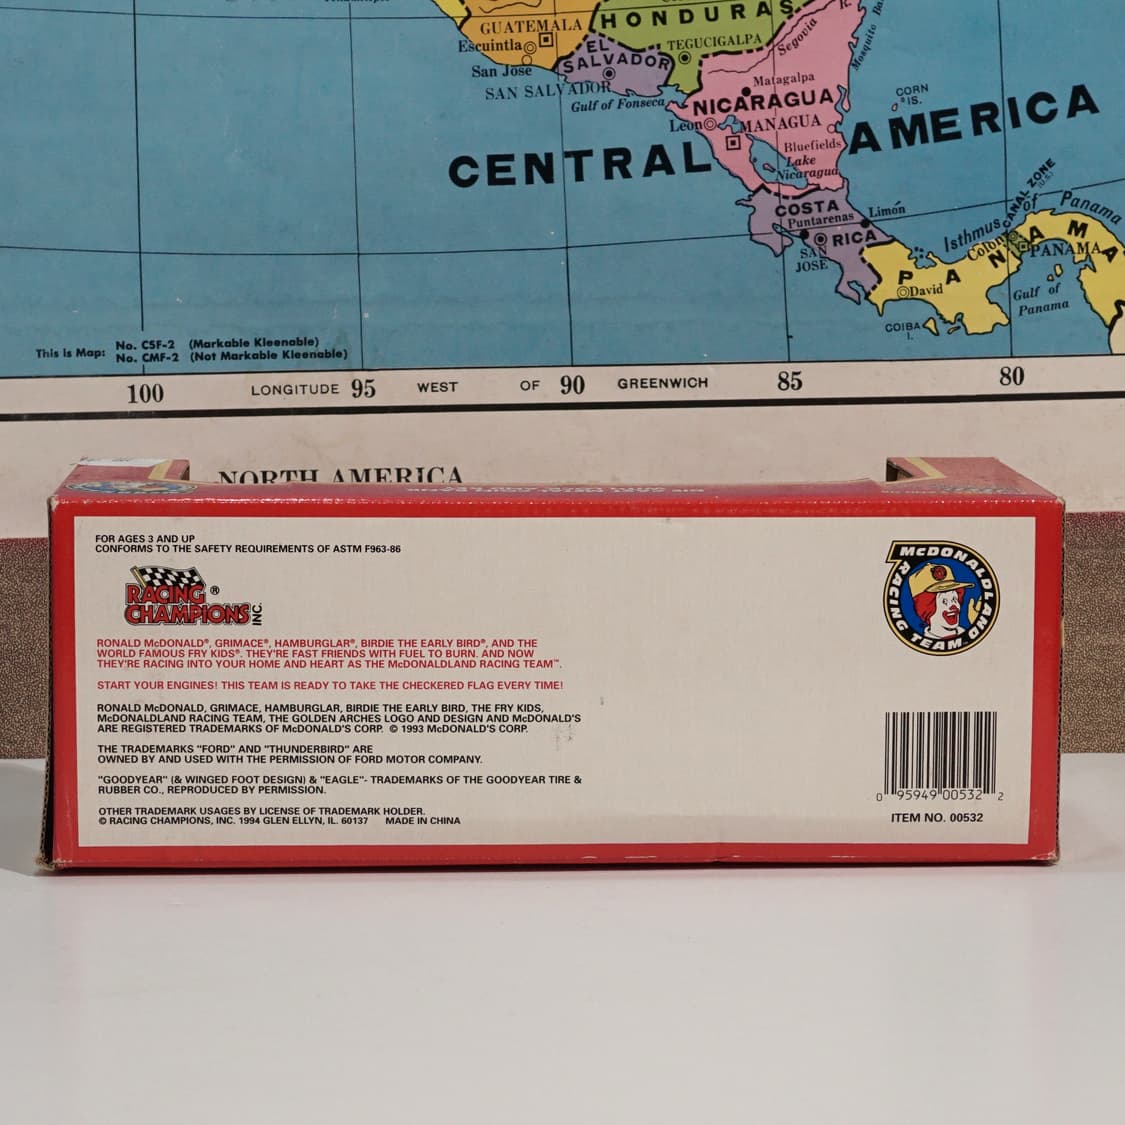 GUATEMALA
HONDURAS
Escuintla
EL
SALVADOR
TEGUCIGALPA
Segovia
R.
Mosquito
San José
SAN SALVADOR
Gulf of Fonseca
Matagalpa
NICARAGUA
CORN
IS.
León
MANAGUA
Bluefields
Lake
Nicaragua
CENTRAL AMERICA
COSTA
RICA
Puntarenas
Limón
SAN
JOSE
Isthmus of Panama
CANAL ZONE
(U.S.)
Colon
PANAMA
PANAMA
David
COIBA
I.
Gulf of
Panama
This is Map: No. CSF-2 (Markable Kleenable)
No. CMF-2 (Not Markable Kleenable)
100 LONGITUDE 95 WEST OF 90 GREENWICH 85 80
NORTH AMERICA
FOR AGES 3 AND UP
CONFORMS TO THE SAFETY REQUIREMENTS OF ASTM F963-86
RACING ®
CHAMPIONS INC.
McDONALDLAND
RACING TEAM
RONALD McDONALD®, GRIMACE®, HAMBURGLAR®, BIRDIE THE EARLY BIRD®, AND THE
WORLD FAMOUS FRY KIDS®. THEY'RE FAST FRIENDS WITH FUEL TO BURN. AND NOW
THEY'RE RACING INTO YOUR HOME AND HEART AS THE McDONALDLAND RACING TEAM™.
START YOUR ENGINES! THIS TEAM IS READY TO TAKE THE CHECKERED FLAG EVERY TIME!
RONALD McDONALD, GRIMACE, HAMBURGLAR, BIRDIE THE EARLY BIRD, THE FRY KIDS,
McDONALDLAND RACING TEAM, THE GOLDEN ARCHES LOGO AND DESIGN AND McDONALD'S
ARE REGISTERED TRADEMARKS OF McDONALD'S CORP. © 1993 McDONALD'S CORP.
THE TRADEMARKS "FORD" AND "THUNDERBIRD" ARE
OWNED BY AND USED WITH THE PERMISSION OF FORD MOTOR COMPANY.
"GOODYEAR" (& WINGED FOOT DESIGN) & "EAGLE"- TRADEMARKS OF THE GOODYEAR TIRE &
RUBBER CO., REPRODUCED BY PERMISSION.
OTHER TRADEMARK USAGES BY LICENSE OF TRADEMARK HOLDER.
© RACING CHAMPIONS, INC. 1994 GLEN ELLYN, IL. 60137 MADE IN CHINA
0 95949 00532 2
ITEM NO. 00532